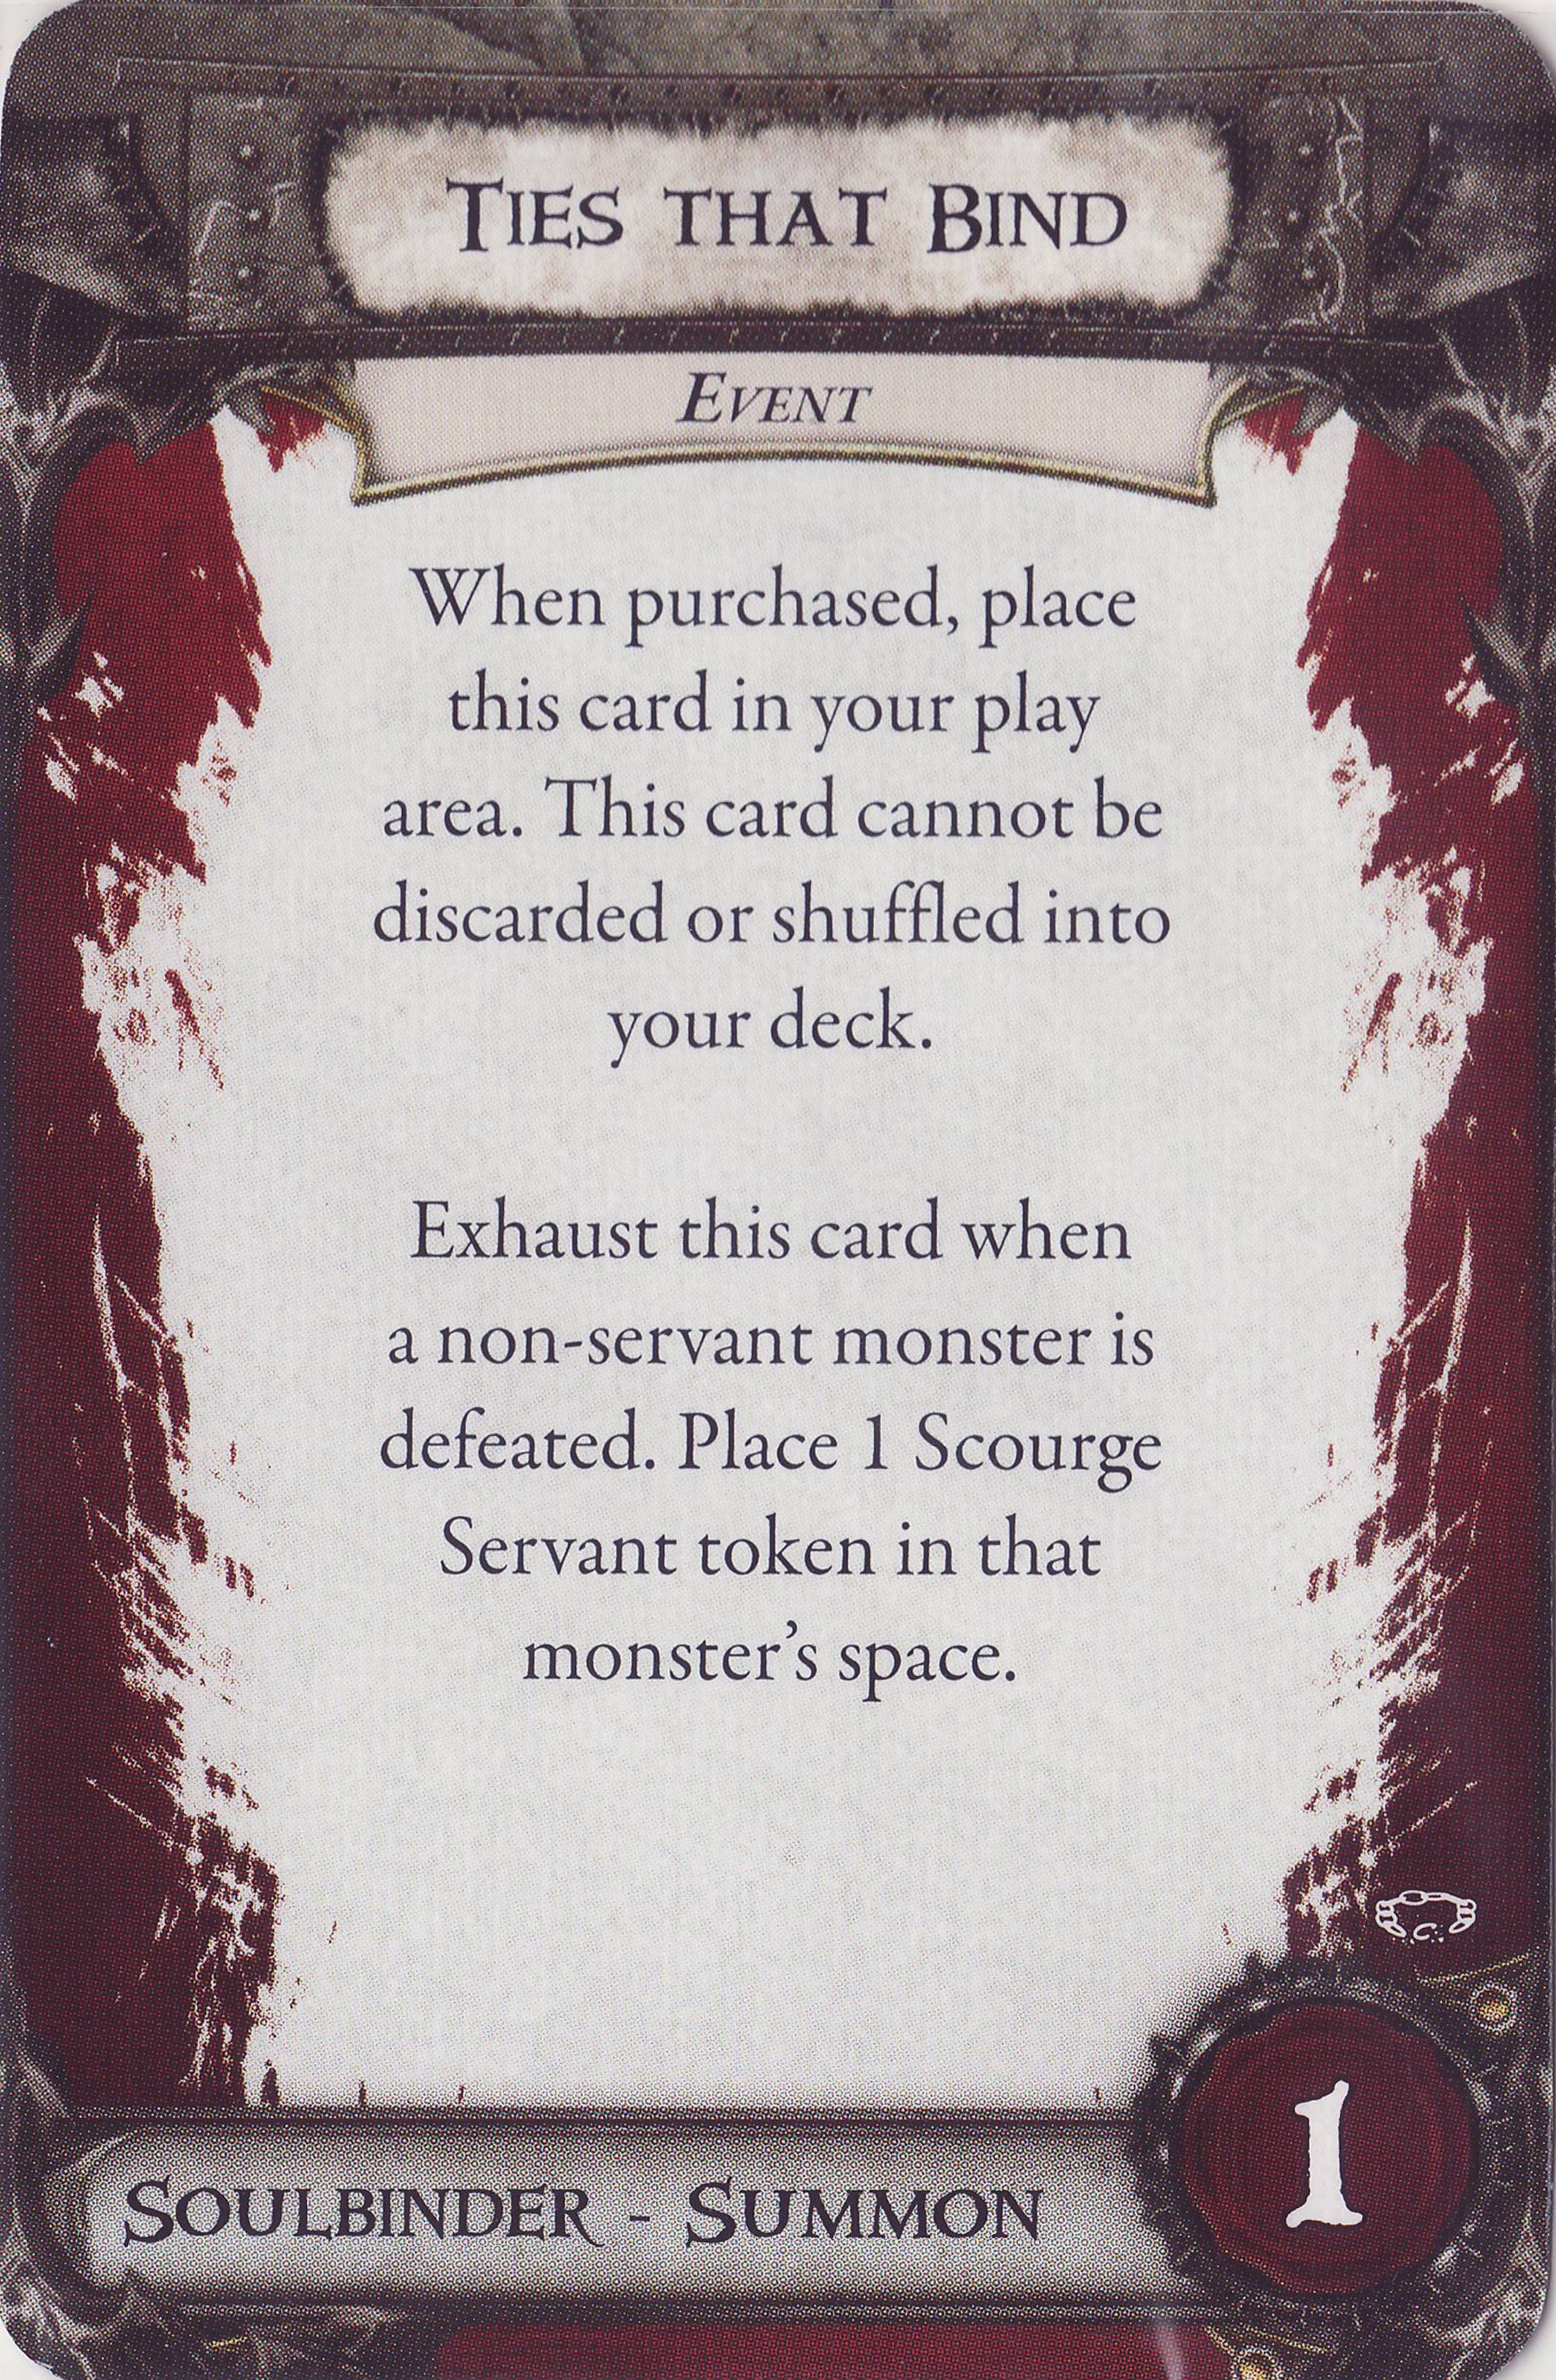 Ties that Bind
Event
When purchased, place
this card in your play
area. This card cannot be
discarded or shuffled into
your deck.
Exhaust this card when
a non-servant monster is
defeated. Place 1 Scourge
Servant token in that
monster's space.
Soulbinder - Summon
1